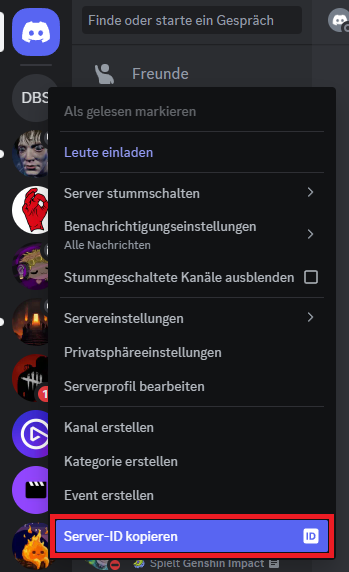 Finde oder starte ein Gespräch
Freunde
DBS
Als gelesen markieren
Leute einladen
Server stummschalten
Benachrichtigungseinstellungen
Alle Nachrichten
Stummgeschaltete Kanäle ausblenden
Servereinstellungen
Privatsphäreeinstellungen
Serverprofil bearbeiten
Kanal erstellen
Kategorie erstellen
Event erstellen
Server-ID kopieren ID
Spielt Genshin Impact